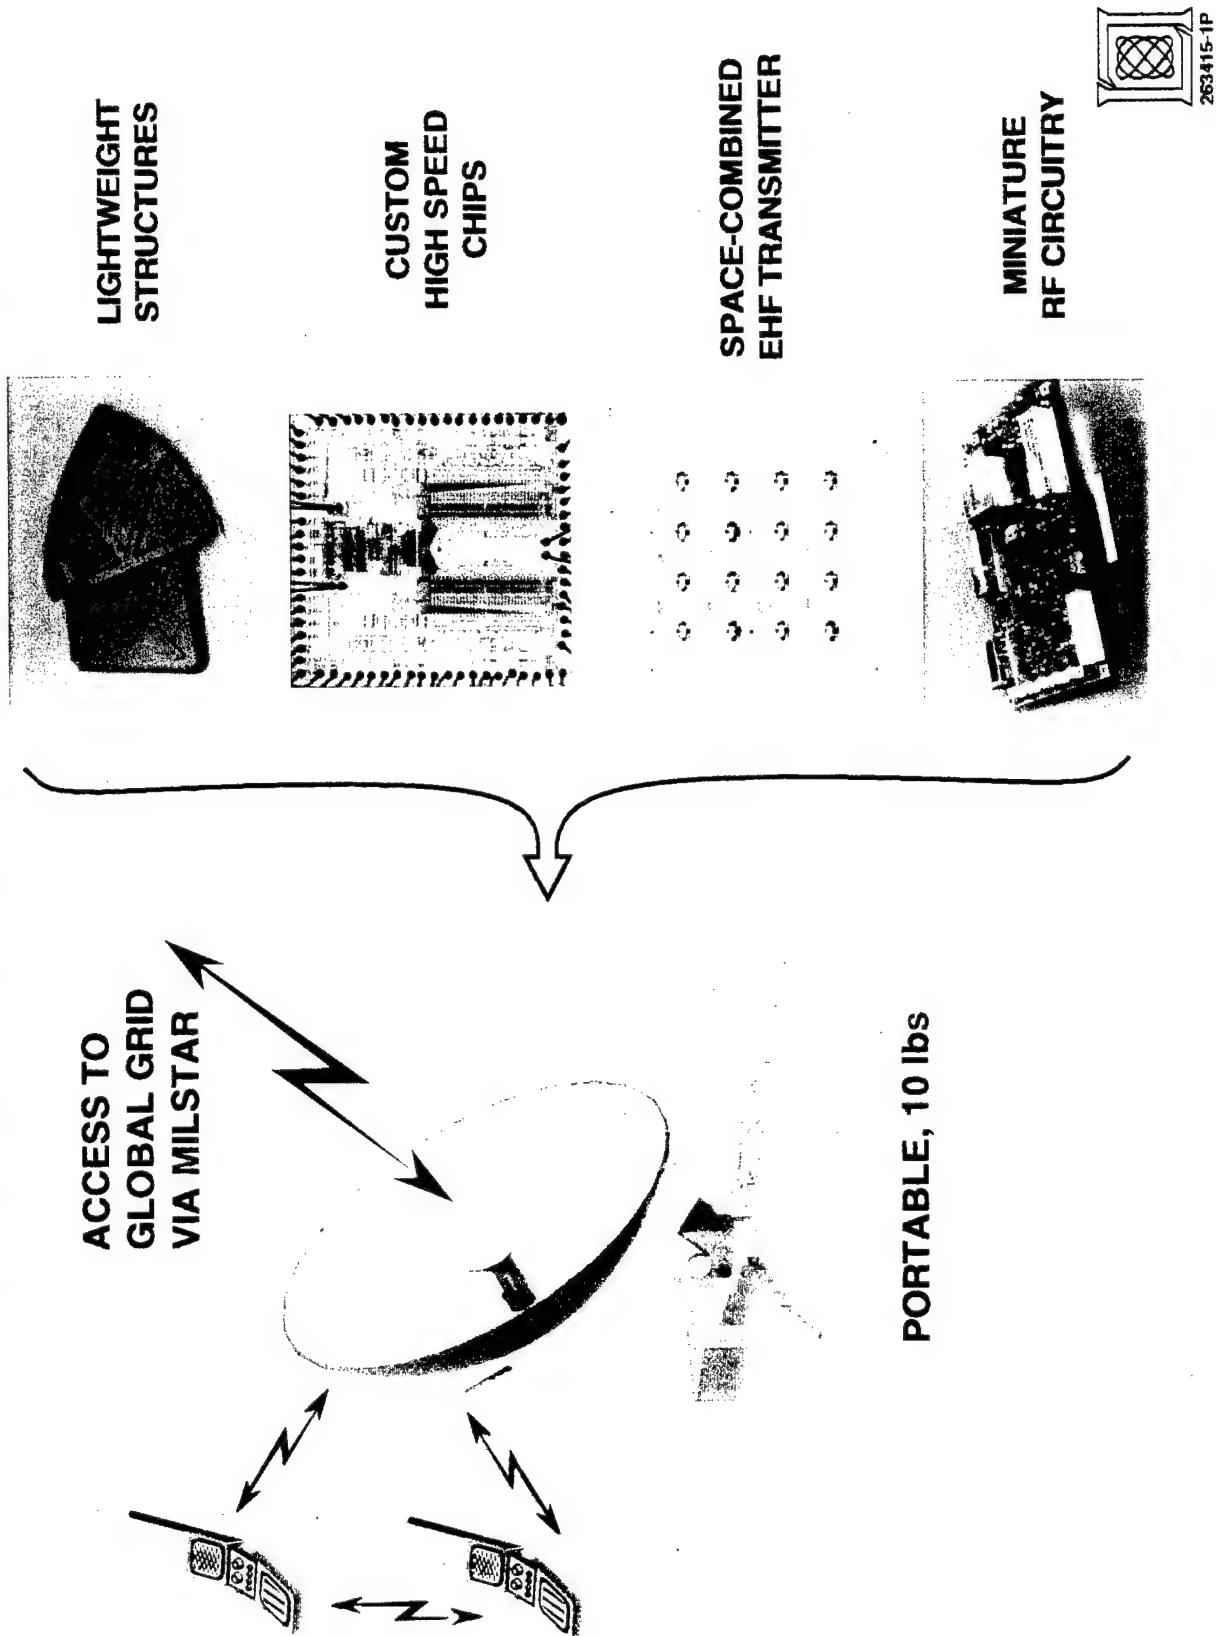 ACCESS TO
GLOBAL GRID
VIA MILSTAR
PORTABLE, 10 lbs
LIGHTWEIGHT
STRUCTURES
CUSTOM
HIGH SPEED
CHIPS
SPACE-COMBINED
EHF TRANSMITTER
MINIATURE
RF CIRCUITRY
263415-1P